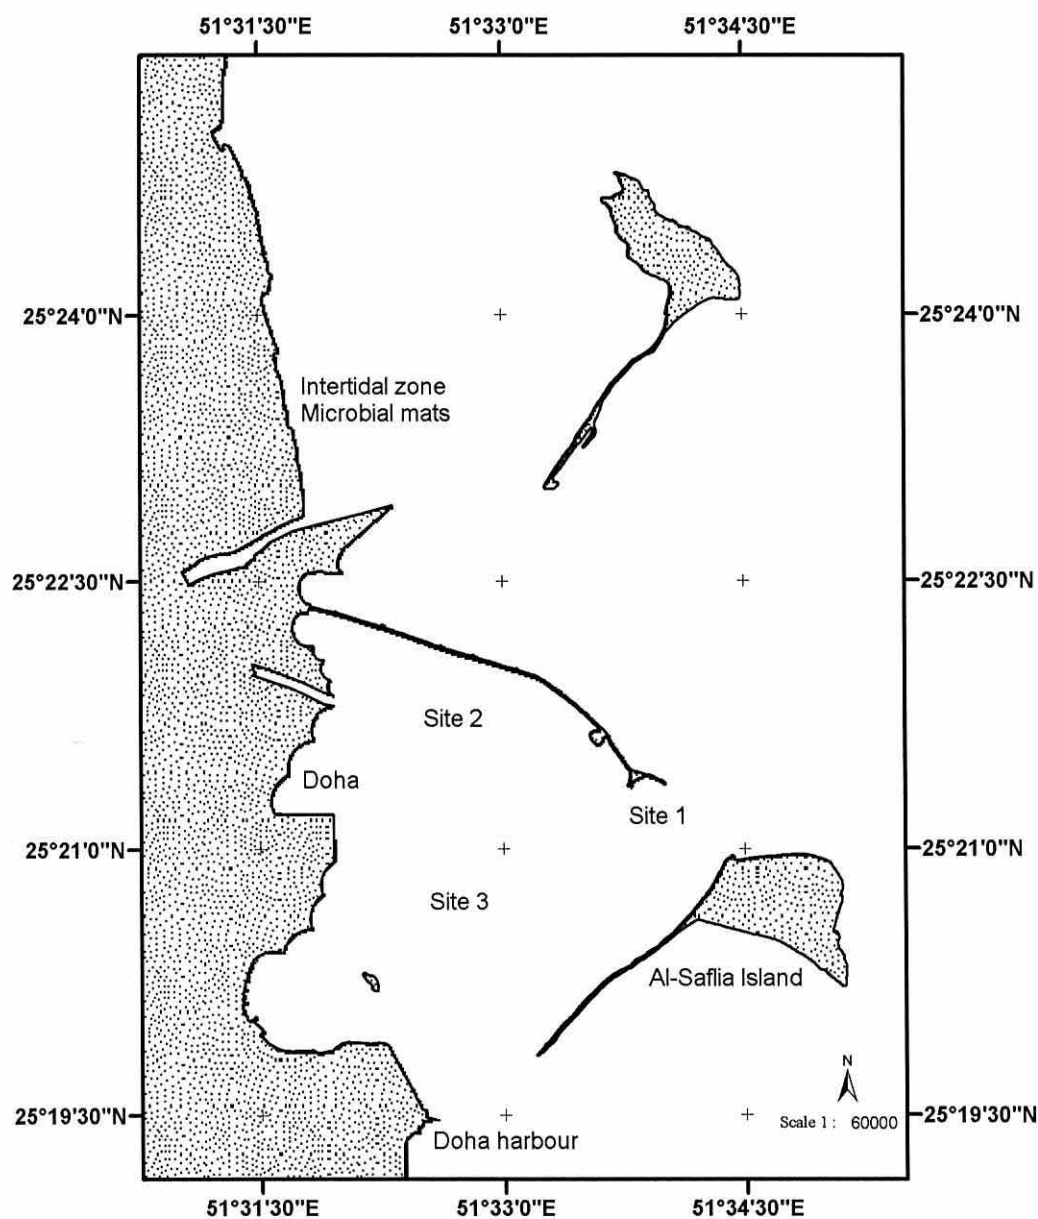 51°31'30"E 51°33'0"E 51°34'30"E
25°24'0"N 25°24'0"N
Intertidal zone
Microbial mats
25°22'30"N 25°22'30"N
Site 2
Doha
Site 1
25°21'0"N 25°21'0"N
Site 3
Al-Saflia Island
N
25°19'30"N 25°19'30"N
Scale 1 : 60000
Doha harbour
51°31'30"E 51°33'0"E 51°34'30"E